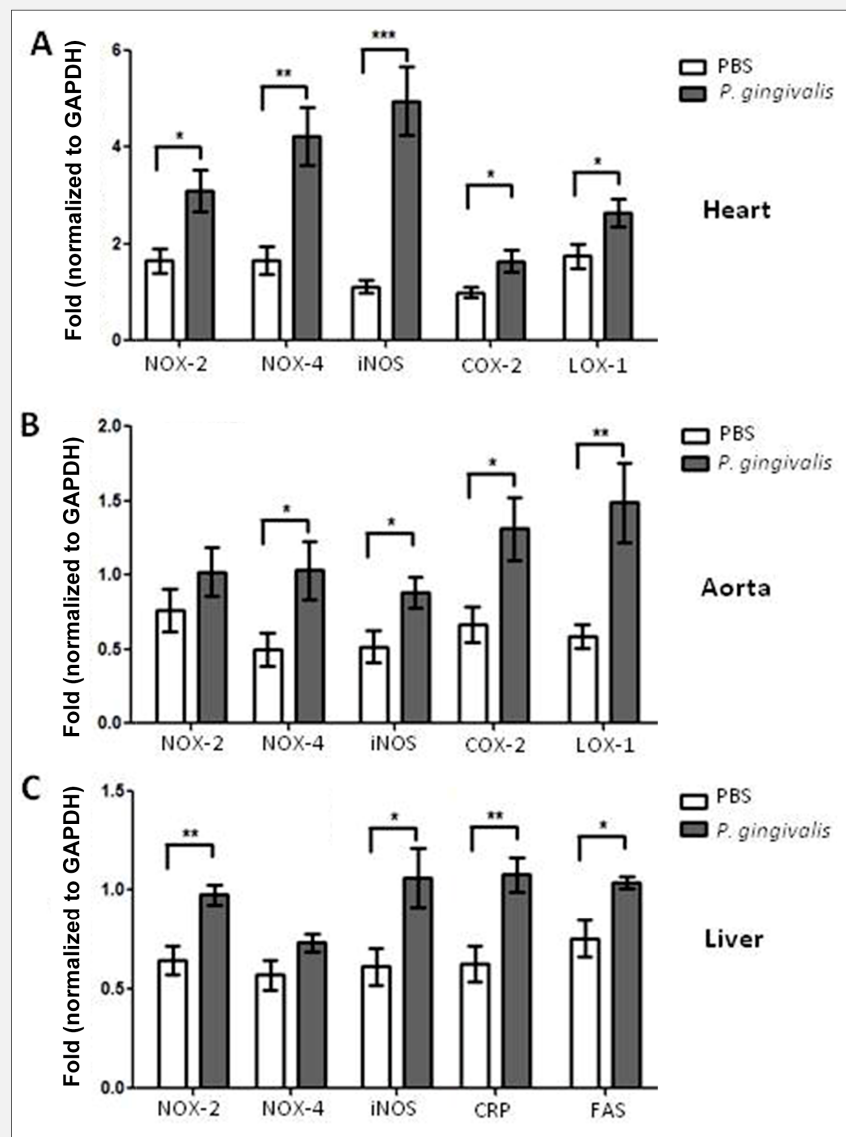 A
Fold (normalized to GAPDH)
6
4
2
0
***
**
*
*
*
NOX-2 NOX-4 iNOS COX-2 LOX-1
PBS
P. gingivalis
Heart
B
Fold (normalized to GAPDH)
2.0
1.5
1.0
0.5
0.0
**
*
*
*
NOX-2 NOX-4 iNOS COX-2 LOX-1
PBS
P. gingivalis
Aorta
C
Fold (normalized to GAPDH)
1.5
1.0
0.5
0.0
**
*
**
*
NOX-2 NOX-4 iNOS CRP FAS
PBS
P. gingivalis
Liver